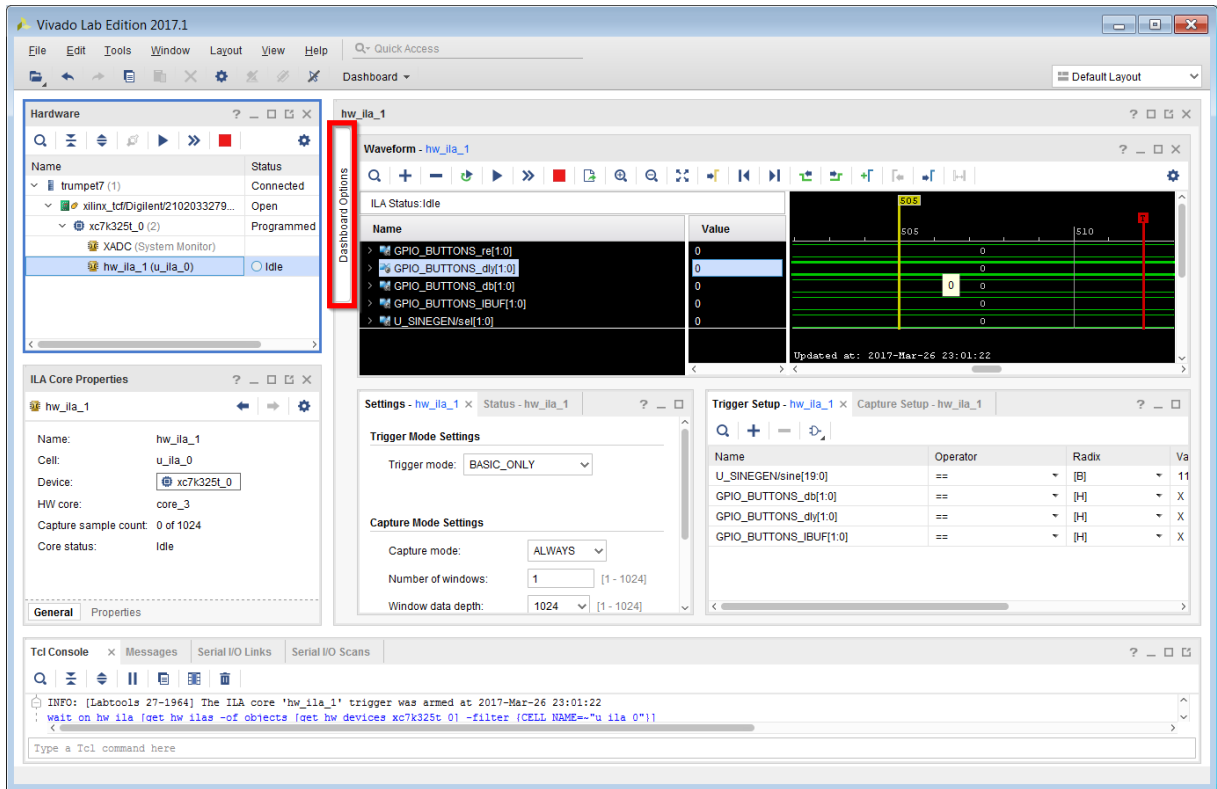 Vivado Lab Edition 2017.1
File Edit Tools Window Layout View Help Quick Access
Dashboard Default Layout
Hardware
Name Status
trumpet7 (1) Connected
xilinx_tcf/Digilent/2102033279... Open
xc7k325t_0 (2) Programmed
XADC (System Monitor)
hw_ila_1 (u_ila_0) Idle
ILA Core Properties
hw_ila_1
Name: hw_ila_1
Cell: u_ila_0
Device: xc7k325t_0
HW core: core_3
Capture sample count: 0 of 1024
Core status: Idle
General Properties
hw_ila_1
Dashboard Options
Waveform - hw_ila_1
ILA Status:Idle
Name Value
GPIO_BUTTONS_re[1:0] 0
GPIO_BUTTONS_dly[1:0] 0
GPIO_BUTTONS_db[1:0] 0
GPIO_BUTTONS_IBUF[1:0] 0
U_SINEGEN/sel[1:0] 0
505
505 510
0
0
0 0
0
0
Updated at: 2017-Mar-26 23:01:22
Settings - hw_ila_1 Status - hw_ila_1
Trigger Mode Settings
Trigger mode: BASIC_ONLY
Capture Mode Settings
Capture mode: ALWAYS
Number of windows: 1 [1 - 1024]
Window data depth: 1024 [1 - 1024]
Trigger Setup - hw_ila_1 Capture Setup - hw_ila_1
Name Operator Radix Va
U_SINEGEN/sine[19:0] == [B] 11
GPIO_BUTTONS_db[1:0] == [H] X
GPIO_BUTTONS_dly[1:0] == [H] X
GPIO_BUTTONS_IBUF[1:0] == [H] X
Tcl Console Messages Serial I/O Links Serial I/O Scans
INFO: [Labtools 27-1964] The ILA core 'hw_ila_1' trigger was armed at 2017-Mar-26 23:01:22
wait_on_hw_ila [get_hw_ilas -of_objects [get_hw_devices xc7k325t_0] -filter {CELL_NAME=~"u_ila_0"}]
Type a Tcl command here